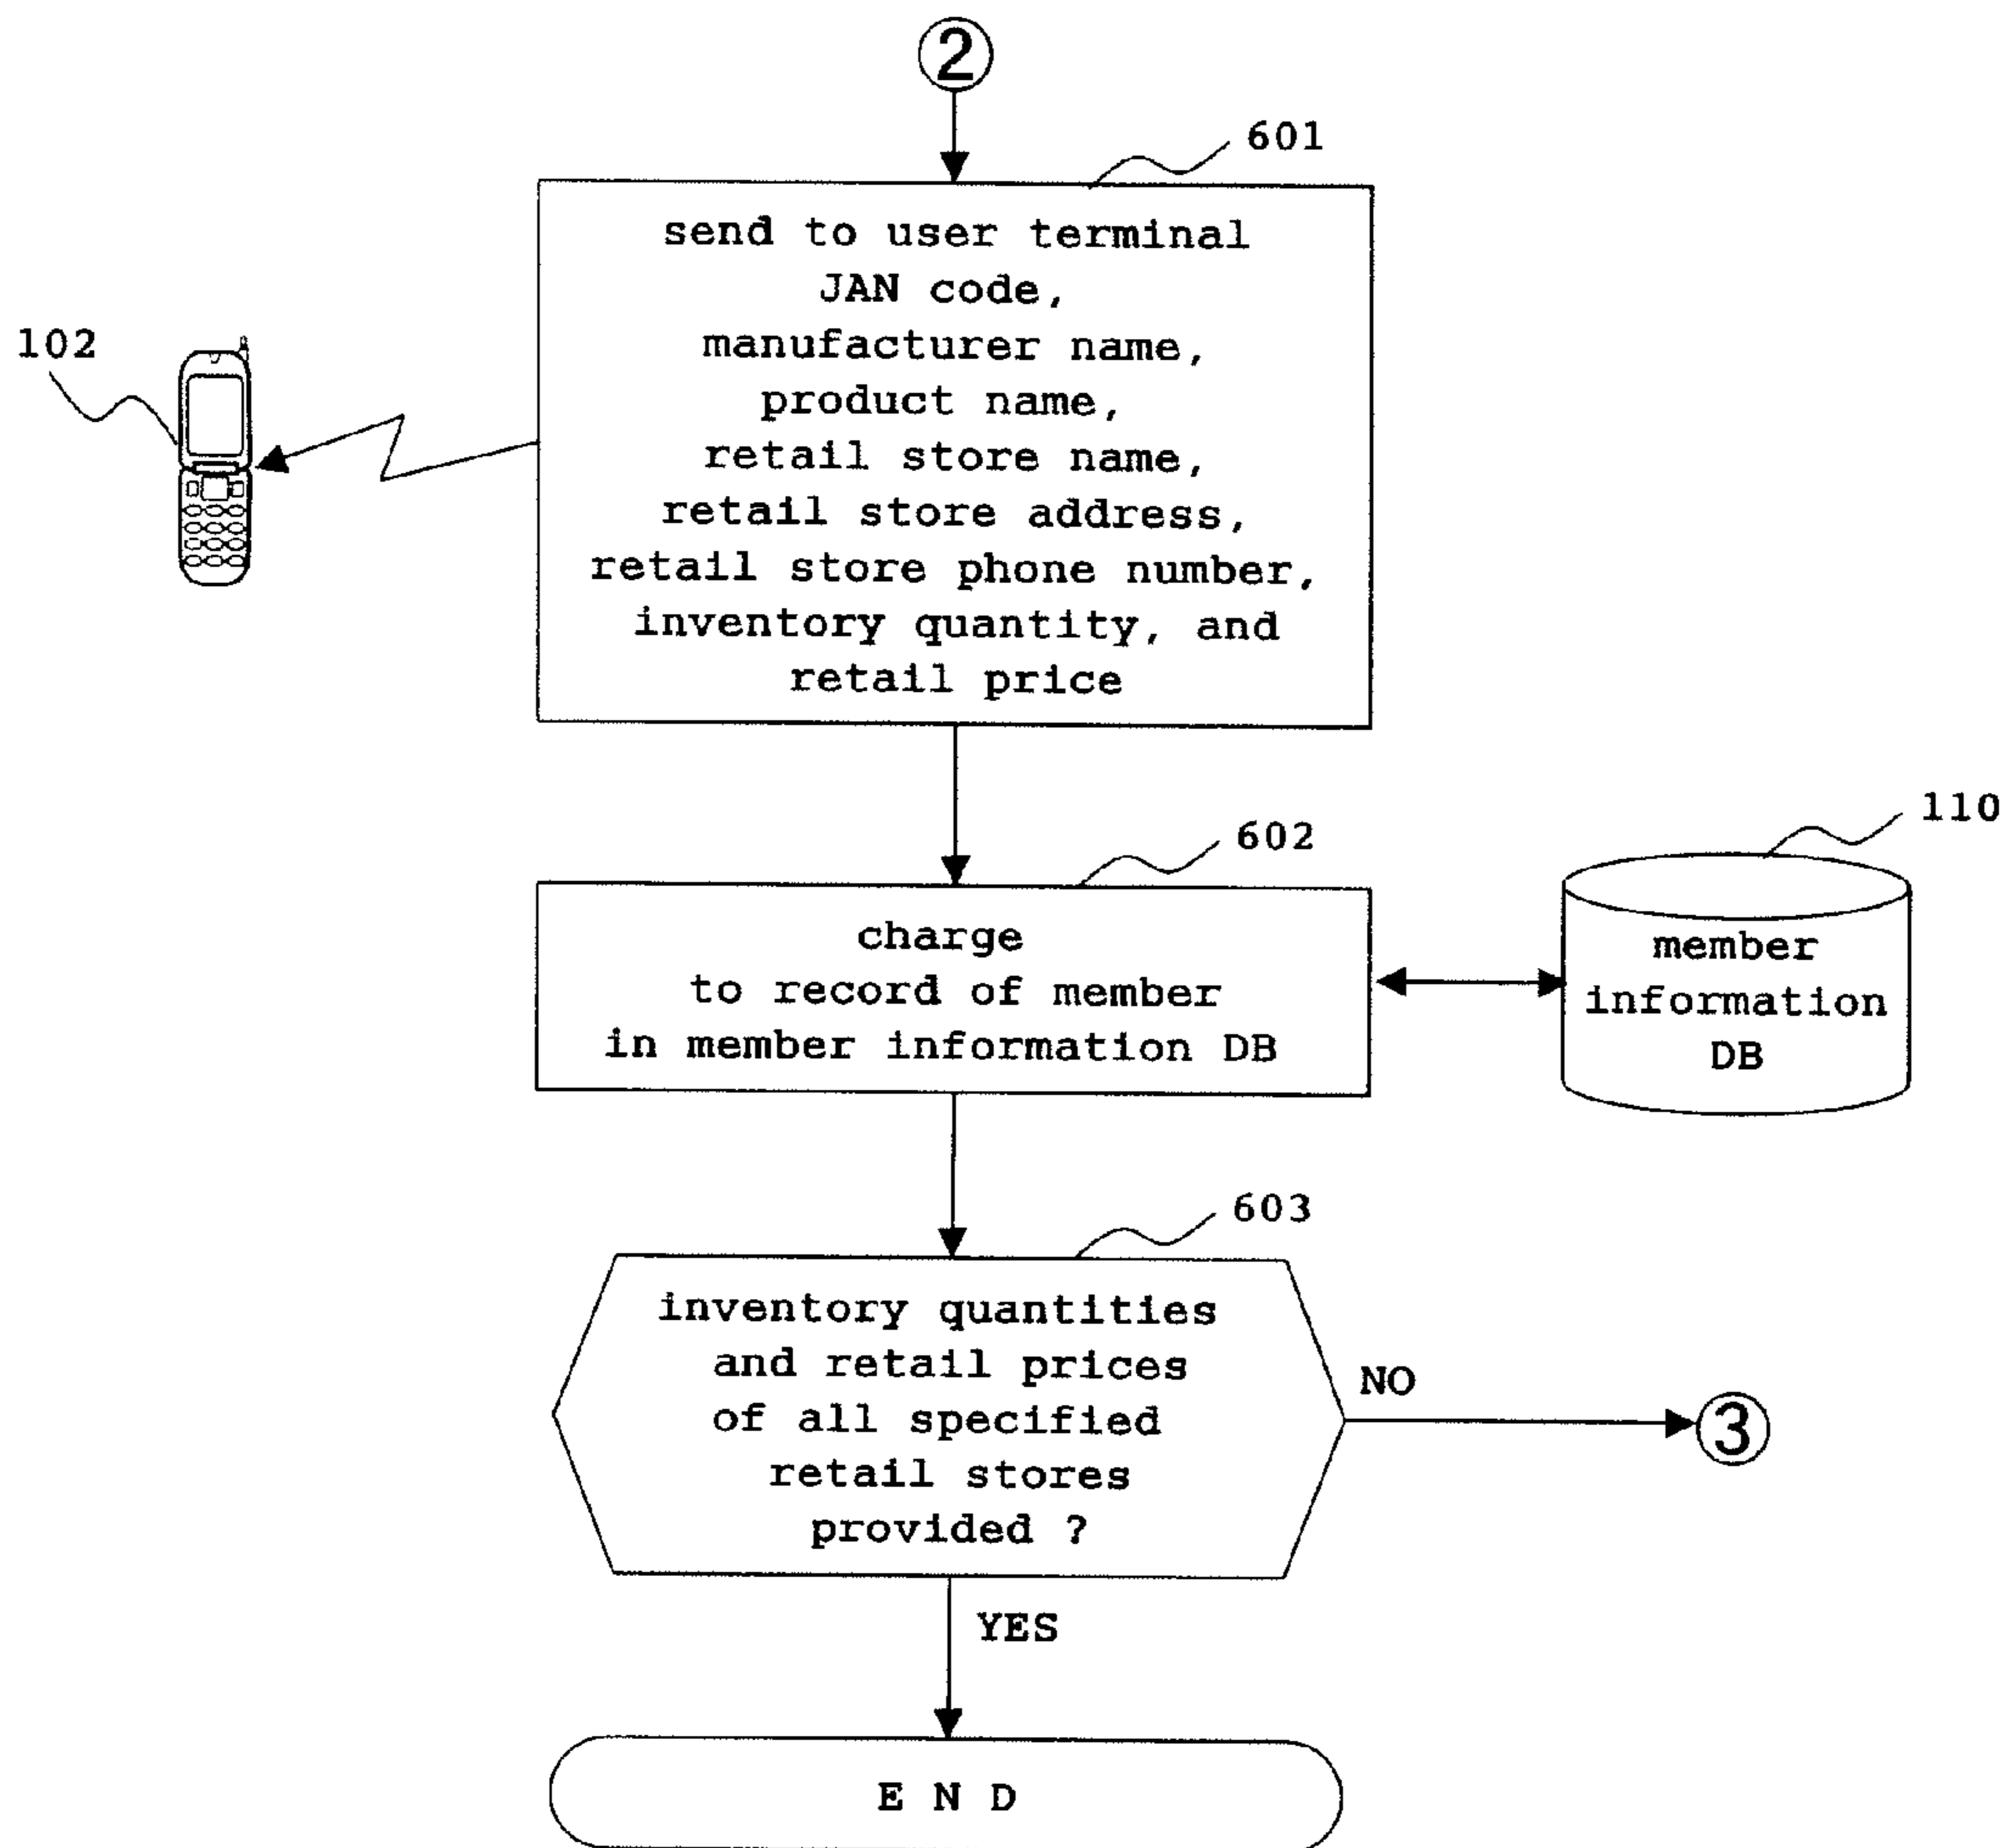 ②
601
send to user terminal
JAN code,
manufacturer name,
product name,
retail store name,
retail store address,
retail store phone number,
inventory quantity, and
retail price
102
602
charge
to record of member
in member information DB
110
member
information
DB
603
inventory quantities
and retail prices
of all specified
retail stores
provided ?
NO
③
YES
E N D